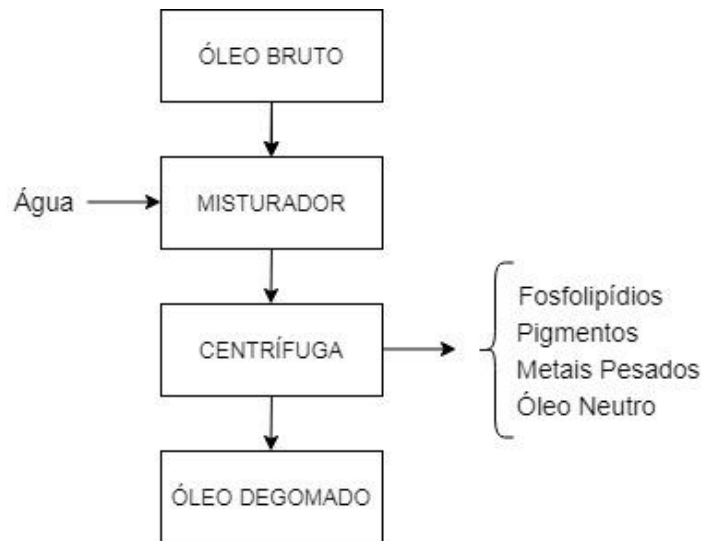 ÓLEO BRUTO
Água
MISTURADOR
CENTRÍFUGA
Fosfolipídios
Pigmentos
Metais Pesados
Óleo Neutro
ÓLEO DEGOMADO